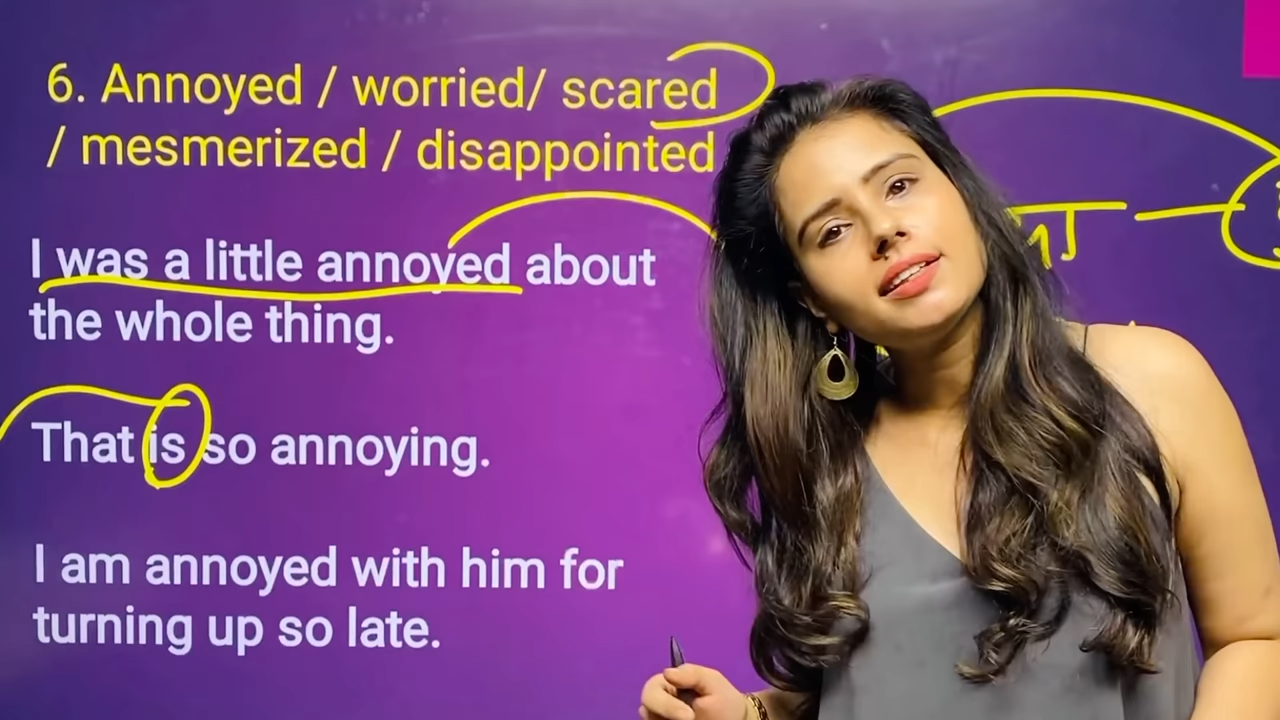 6. Annoyed / worried/ scared
/ mesmerized / disappointed
I was a little annoyed about
the whole thing.
That is so annoying.
I am annoyed with him for
turning up so late.